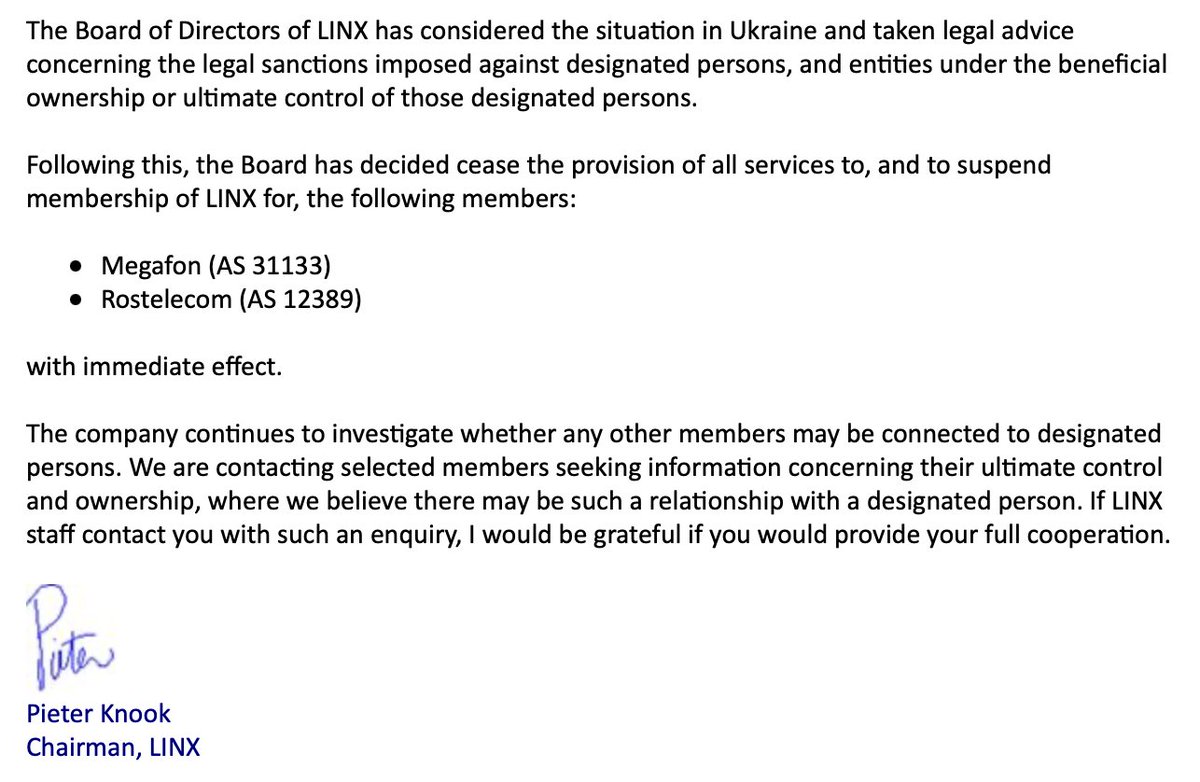 The Board of Directors of LINX has considered the situation in Ukraine and taken legal advice
concerning the legal sanctions imposed against designated persons, and entities under the beneficial
ownership or ultimate control of those designated persons.
Following this, the Board has decided cease the provision of all services to, and to suspend
membership of LINX for, the following members:
• Megafon (AS 31133)
• Rostelecom (AS 12389)
with immediate effect.
The company continues to investigate whether any other members may be connected to designated
persons. We are contacting selected members seeking information concerning their ultimate control
and ownership, where we believe there may be such a relationship with a designated person. If LINX
staff contact you with such an enquiry, I would be grateful if you would provide your full cooperation.
Pieter
Pieter Knook
Chairman, LINX